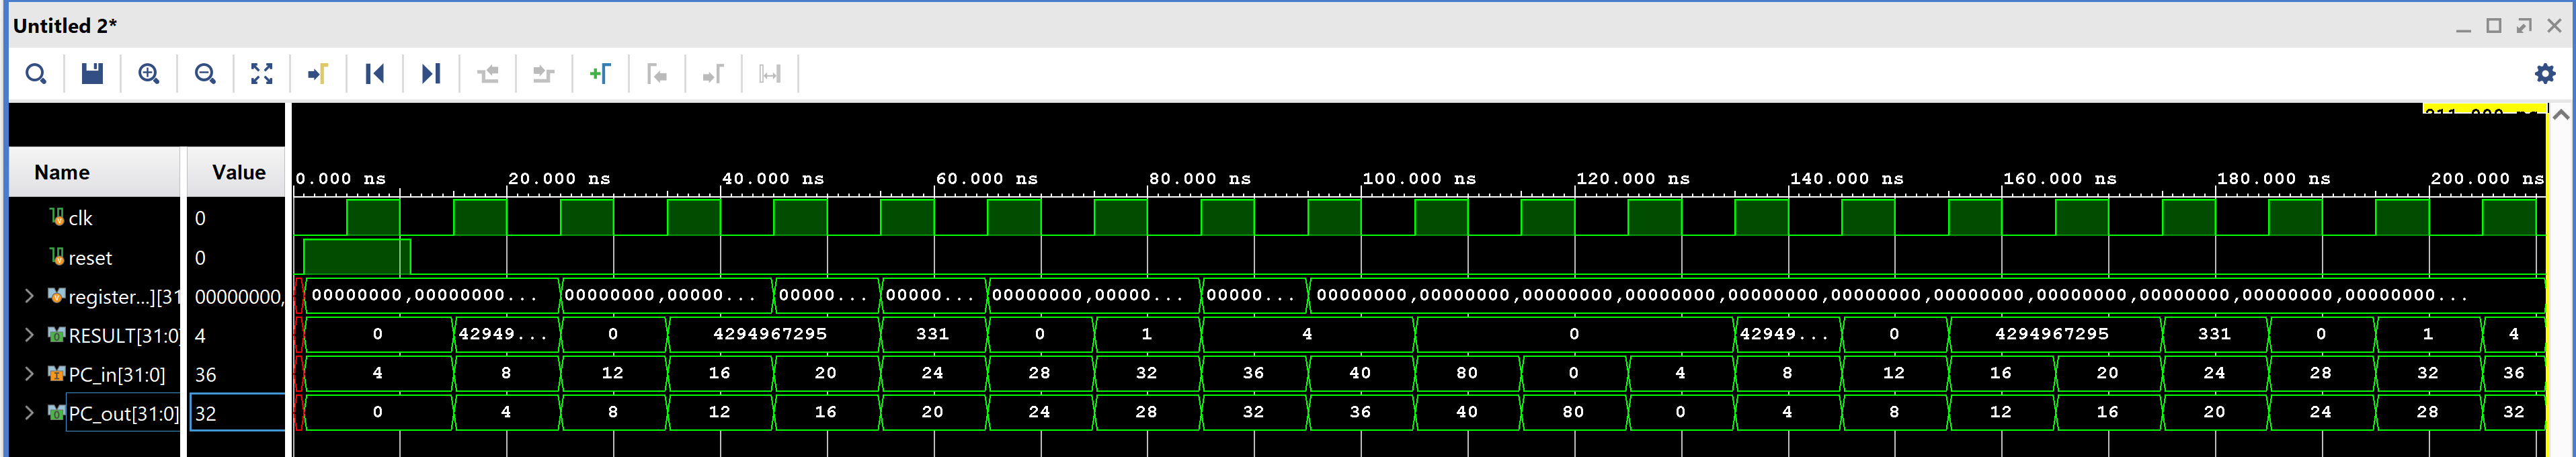 Untitled 2*
Name Value
0.000 ns 20.000 ns 40.000 ns 60.000 ns 80.000 ns 100.000 ns 120.000 ns 140.000 ns 160.000 ns 180.000 ns 200.000 ns
clk 0
reset 0
register...][31 00000000, 00000000,00000000... 00000000,00000... 00000... 00000... 00000000,00000... 00000... 00000000,00000000,00000000,00000000,00000000,00000000,00000000,00000000,00000000,00000000,00000000...
RESULT[31:0] 4 0 42949... 0 4294967295 331 0 1 4 0 42949... 0 4294967295 331 0 1 4
PC_in[31:0] 36 4 8 12 16 20 24 28 32 36 40 80 0 4 8 12 16 20 24 28 32 36
PC_out[31:0] 32 0 4 8 12 16 20 24 28 32 36 40 80 0 4 8 12 16 20 24 28 32